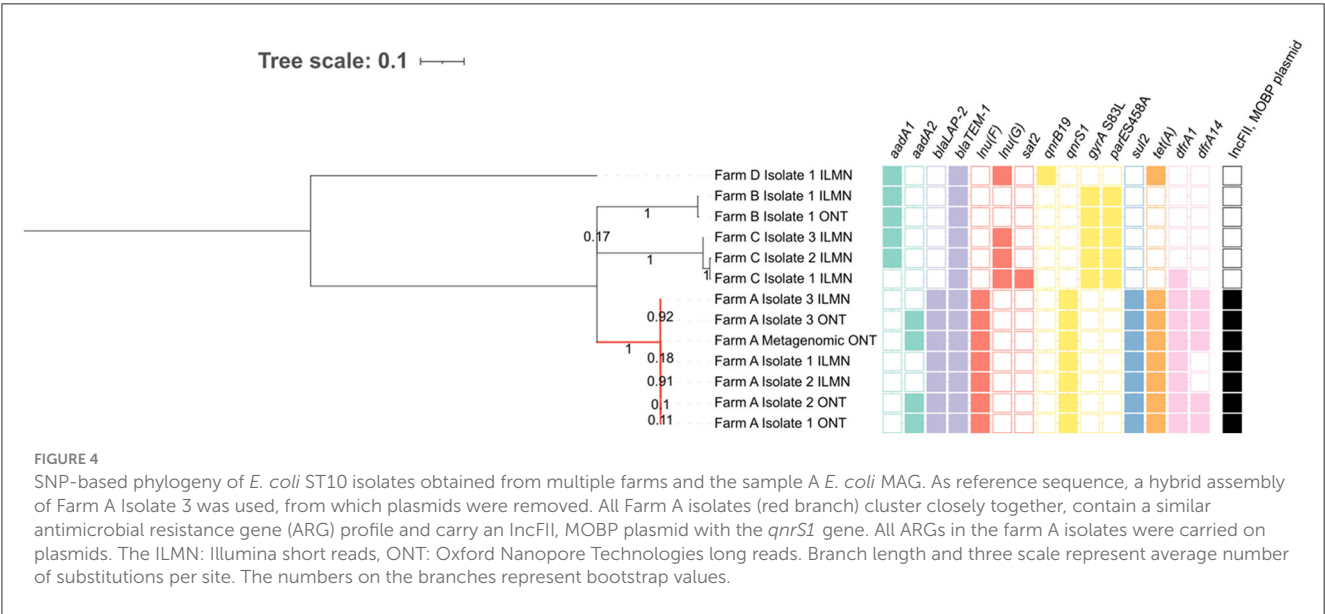 Tree scale: 0.1
aadA1
aadA2
blaLAP-2
blaTEM-1
lnu(F)
lnu(G)
sat2
qnrB19
qnrS1
gyrA S83L
parES458A
sul2
tet(A)
dfrA1
dfrA14
IncFII, MOBP plasmid
Farm D Isolate 1 ILMN
Farm B Isolate 1 ILMN
1
Farm B Isolate 1 ONT
0.17
Farm C Isolate 3 ILMN
1
Farm C Isolate 2 ILMN
1
Farm C Isolate 1 ILMN
Farm A Isolate 3 ILMN
0.92
Farm A Isolate 3 ONT
Farm A Metagenomic ONT
1
0.18
Farm A Isolate 1 ILMN
0.91
Farm A Isolate 2 ILMN
0.1
Farm A Isolate 2 ONT
0.11
Farm A Isolate 1 ONT
FIGURE 4
SNP-based phylogeny of E. coli ST10 isolates obtained from multiple farms and the sample A E. coli MAG. As reference sequence, a hybrid assembly
of Farm A Isolate 3 was used, from which plasmids were removed. All Farm A isolates (red branch) cluster closely together, contain a similar
antimicrobial resistance gene (ARG) profile and carry an IncFII, MOBP plasmid with the qnrS1 gene. All ARGs in the farm A isolates were carried on
plasmids. The ILMN: Illumina short reads, ONT: Oxford Nanopore Technologies long reads. Branch length and three scale represent average number
of substitutions per site. The numbers on the branches represent bootstrap values.